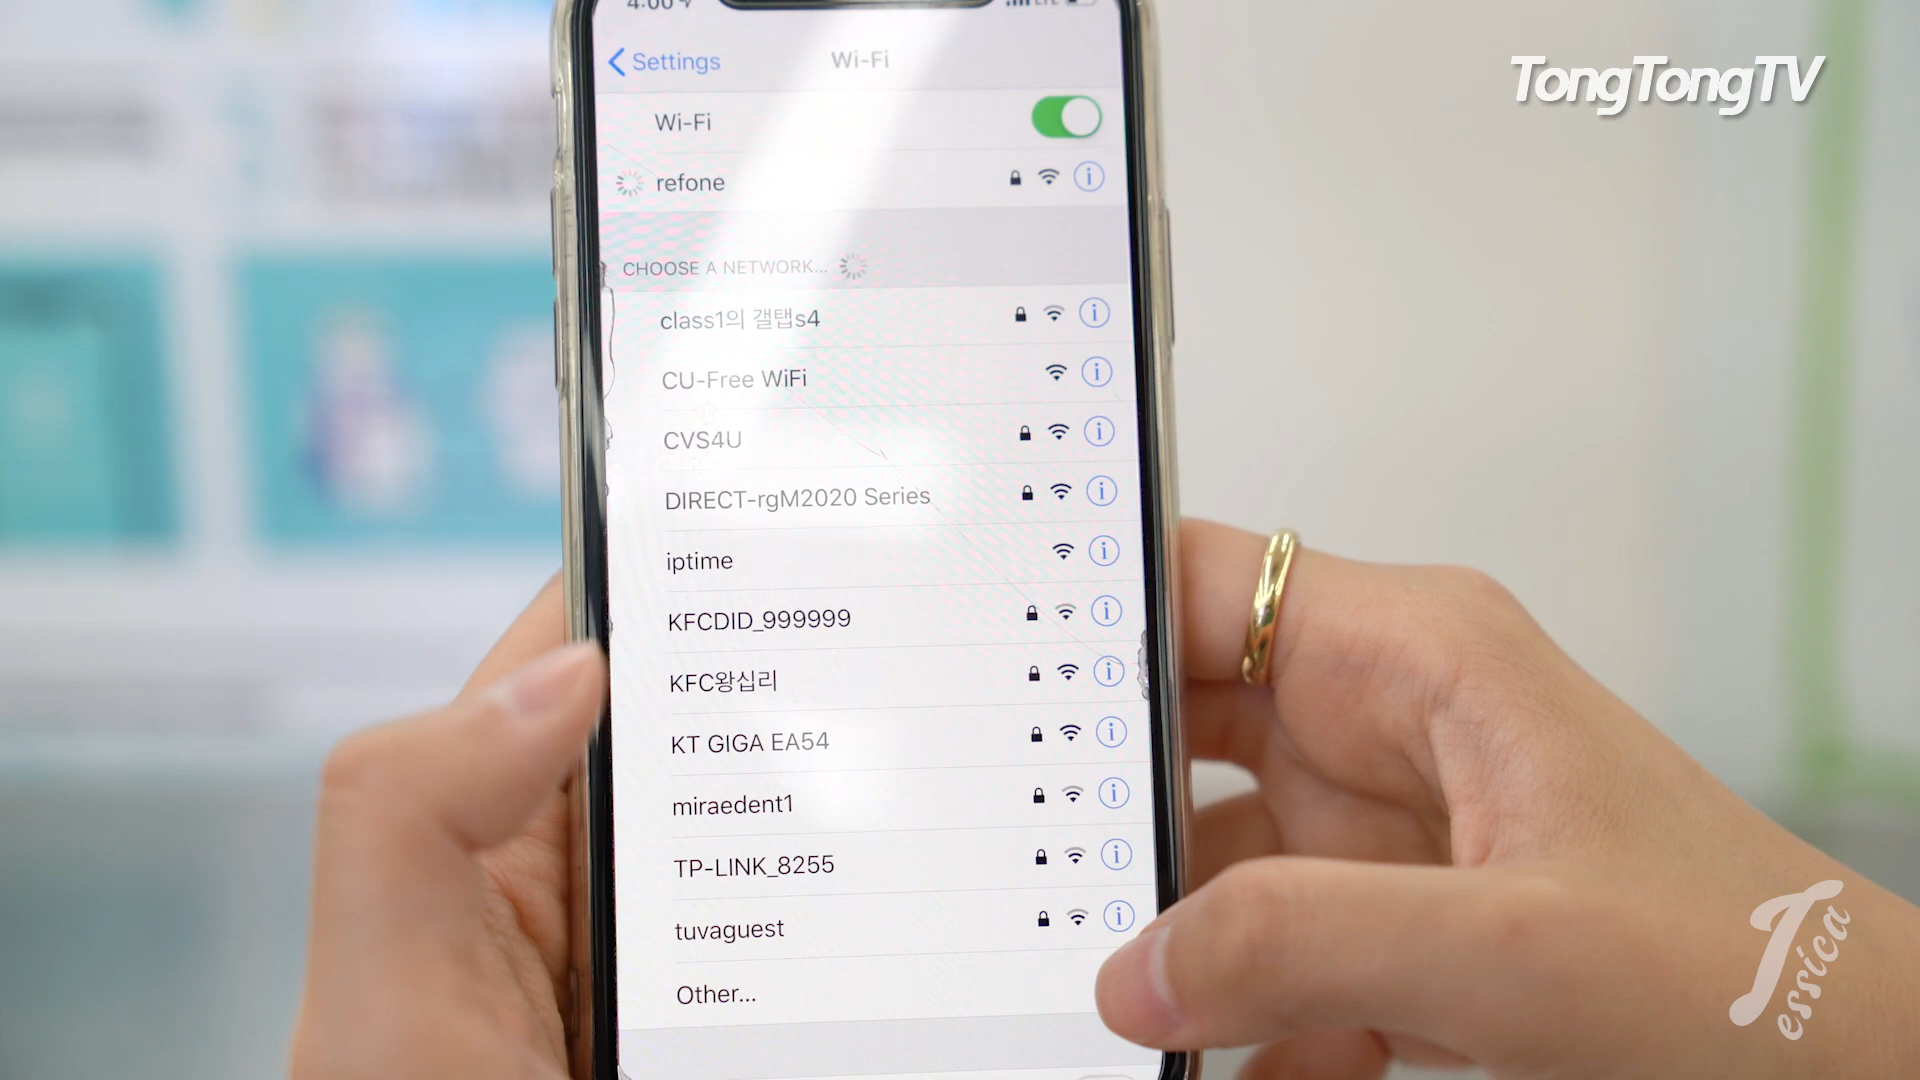 4:00
LTE
TongTongTV
Settings
Wi-Fi
Wi-Fi
refone
CHOOSE A NETWORK...
class1의 갤탭s4
CU-Free WiFi
CVS4U
DIRECT-rgM2020 Series
iptime
KFCDID_999999
KFC왕십리
KT GIGA EA54
miraedent1
TP-LINK_8255
tuvaguest
Other...
Jessica